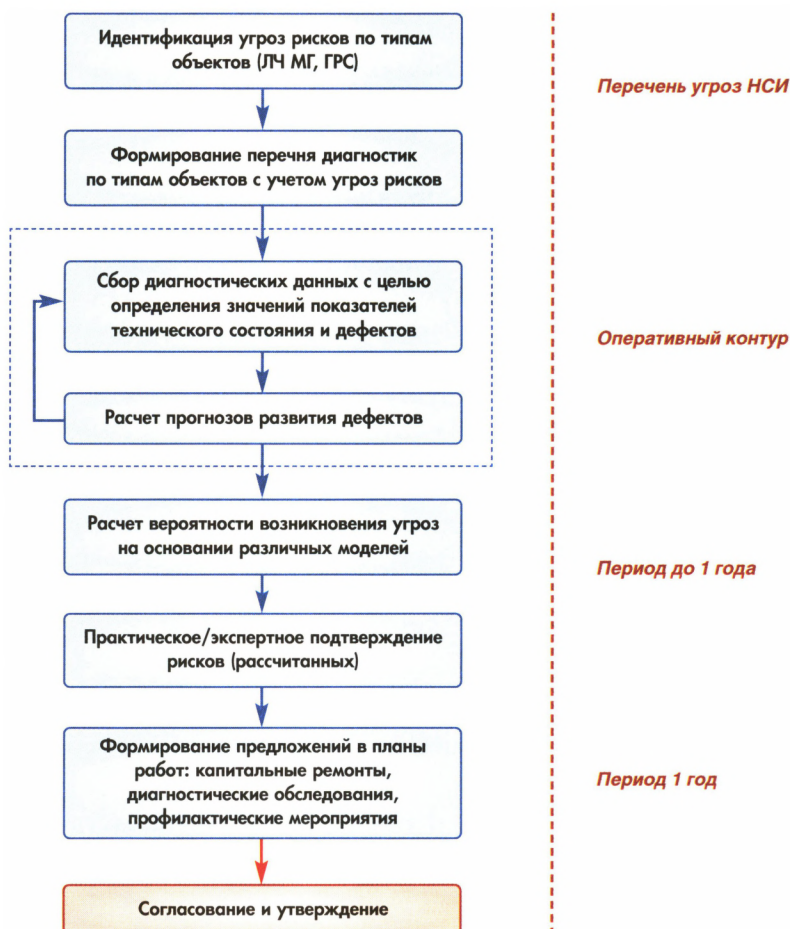 Идентификация угроз рисков по типам
объектов (ЛЧ МГ, ГРС)
Перечень угроз НСИ
Формирование перечня диагностик
по типам объектов с учетом угроз рисков
Сбор диагностических данных с целью
определения значений показателей
технического состояния и дефектов
Оперативный контур
Расчет прогнозов развития дефектов
Расчет вероятности возникновения угроз
на основании различных моделей
Период до 1 года
Практическое/экспертное подтверждение
рисков (рассчитанных)
Формирование предложений в планы
работ: капитальные ремонты,
диагностические обследования,
профилактические мероприятия
Период 1 год
Согласование и утверждение